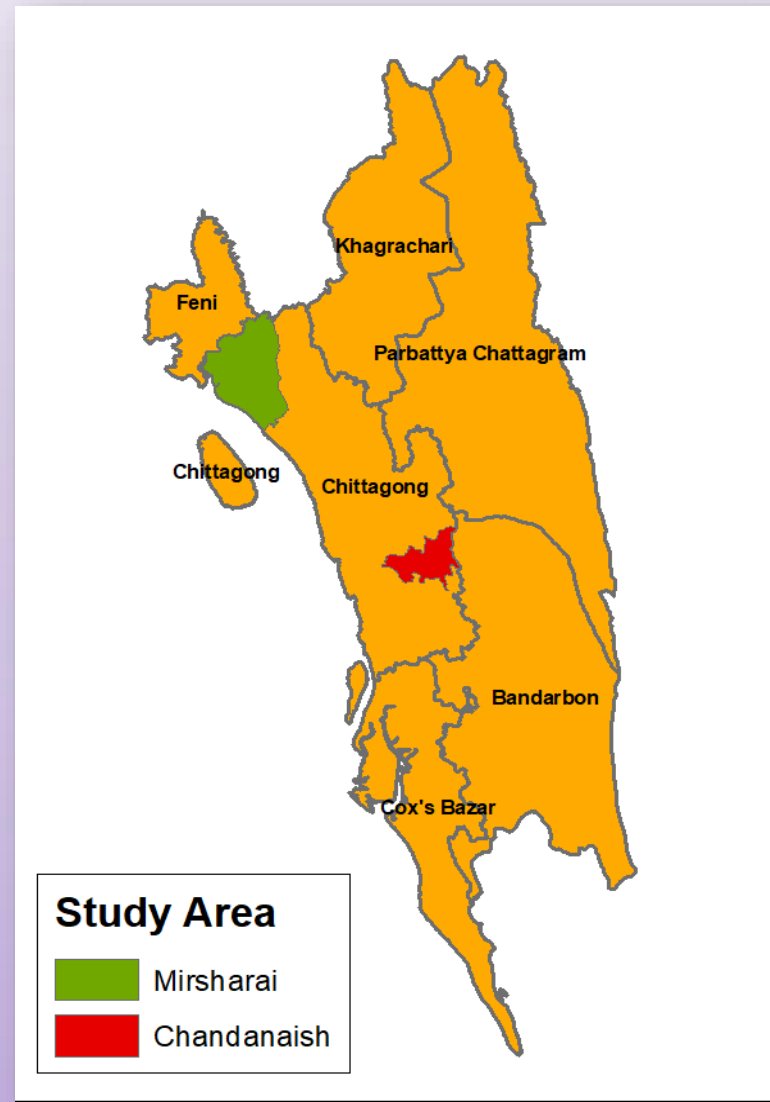 Khagrachari
Feni
Parbattya Chattagram
Chittagong
Chittagong
Bandarbon
Cox's Bazar
Study Area
Mirsharai
Chandanaish